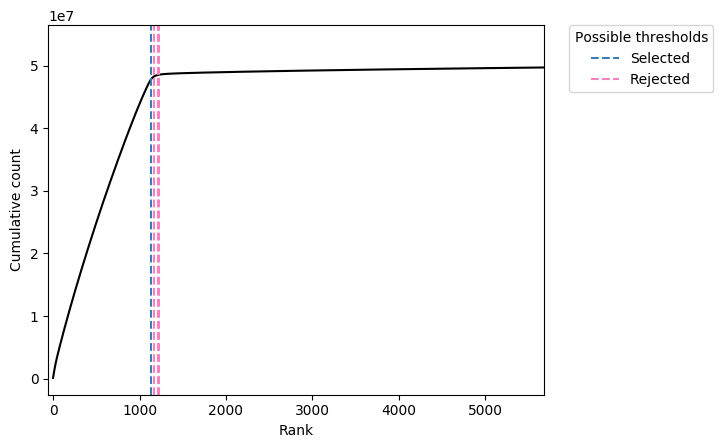 1e7
5
4
3
2
1
0
Cumulative count
0 1000 2000 3000 4000 5000
Rank
Possible thresholds
Selected
Rejected